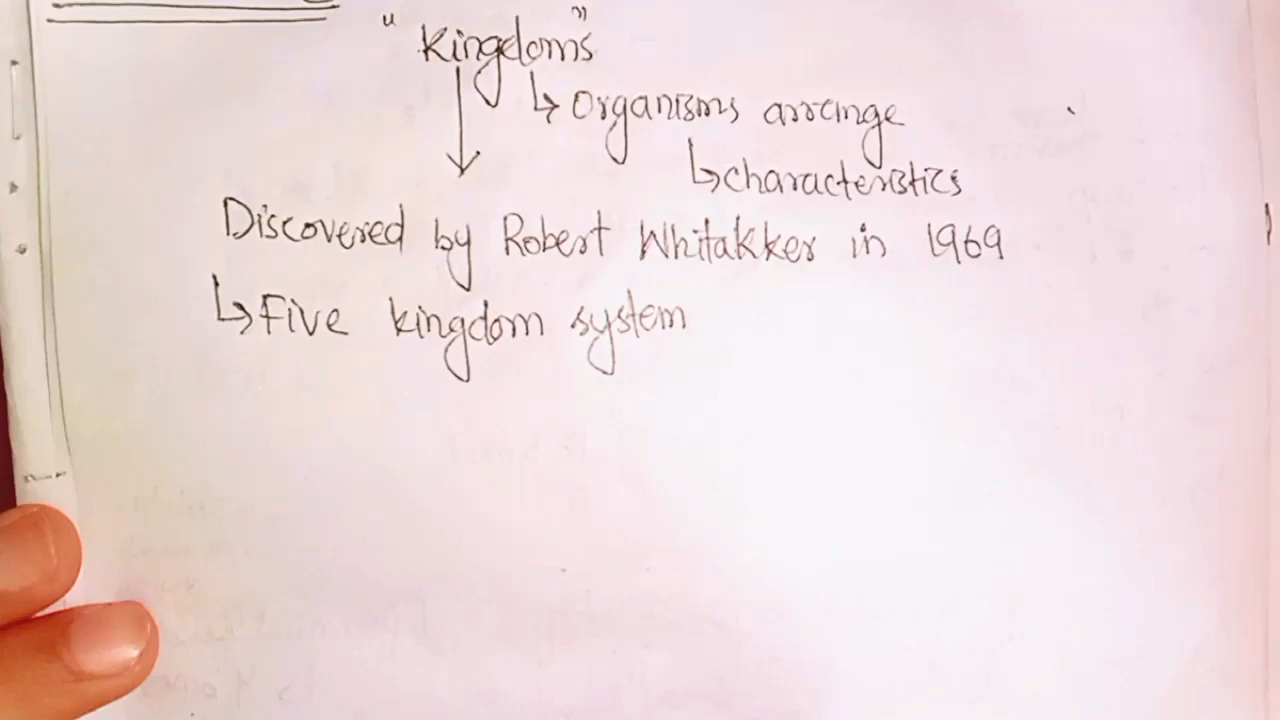 "Kingdoms"
↳ Organisms arrange
↳ characteristics
Discovered by Robert Whitakker in 1969
↳ Five kingdom system